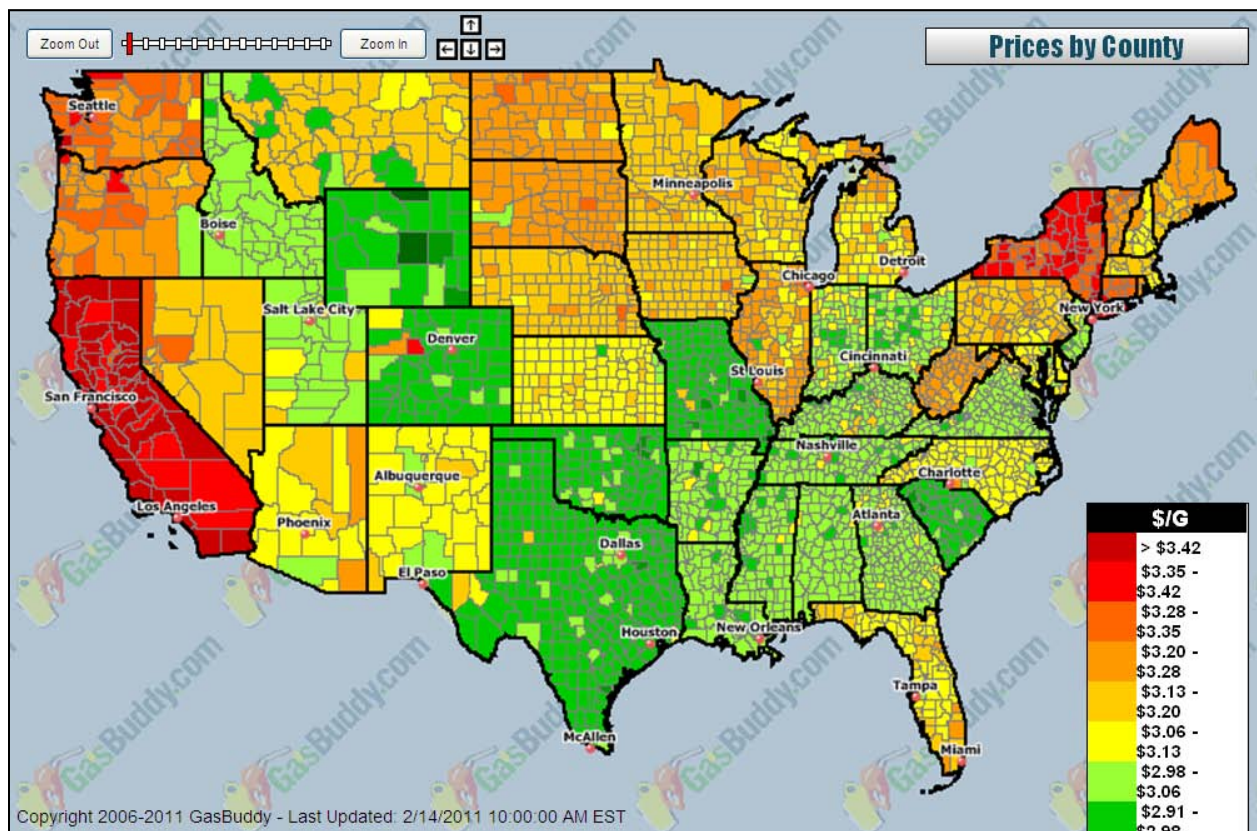 Zoom Out
Zoom In
Prices by County
Seattle
Minneapolis
Boise
Detroit
Chicago
New York
Salt Lake City
Denver
Cincinnati
St Louis
San Francisco
Nashville
Charlotte
Albuquerque
Los Angeles
Phoenix
Atlanta
Dallas
El Paso
Houston
New Orleans
Tampa
McAllen
Miami
$/G
> $3.42
$3.35 -
$3.42
$3.28 -
$3.35
$3.20 -
$3.28
$3.13 -
$3.20
$3.06 -
$3.13
$2.98 -
$3.06
$2.91 -
$2.98
GasBuddy.com
Copyright 2006-2011 GasBuddy - Last Updated: 2/14/2011 10:00:00 AM EST